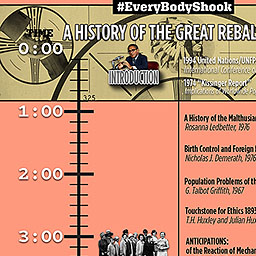 #EveryBodyShook
A HISTORY OF THE GREAT REBAL
TIME
0:00
INTRODUCTION
1994 United Nations/UNFP
International Conference
1974 "Kissinger Report"
Implications of Worldwide Po
.325
1:00
A History of the Malthusia
Rosanna Ledbetter, 1976
Birth Control and Foreign
Nicholas J. Demerath, 1976
2:00
Population Problems of th
G. Talbot Griffith, 1967
Touchstone for Ethics 1893
T.H. Huxley and Julian Hux
3:00
ANTICIPATIONS:
of the Reaction of Mechan